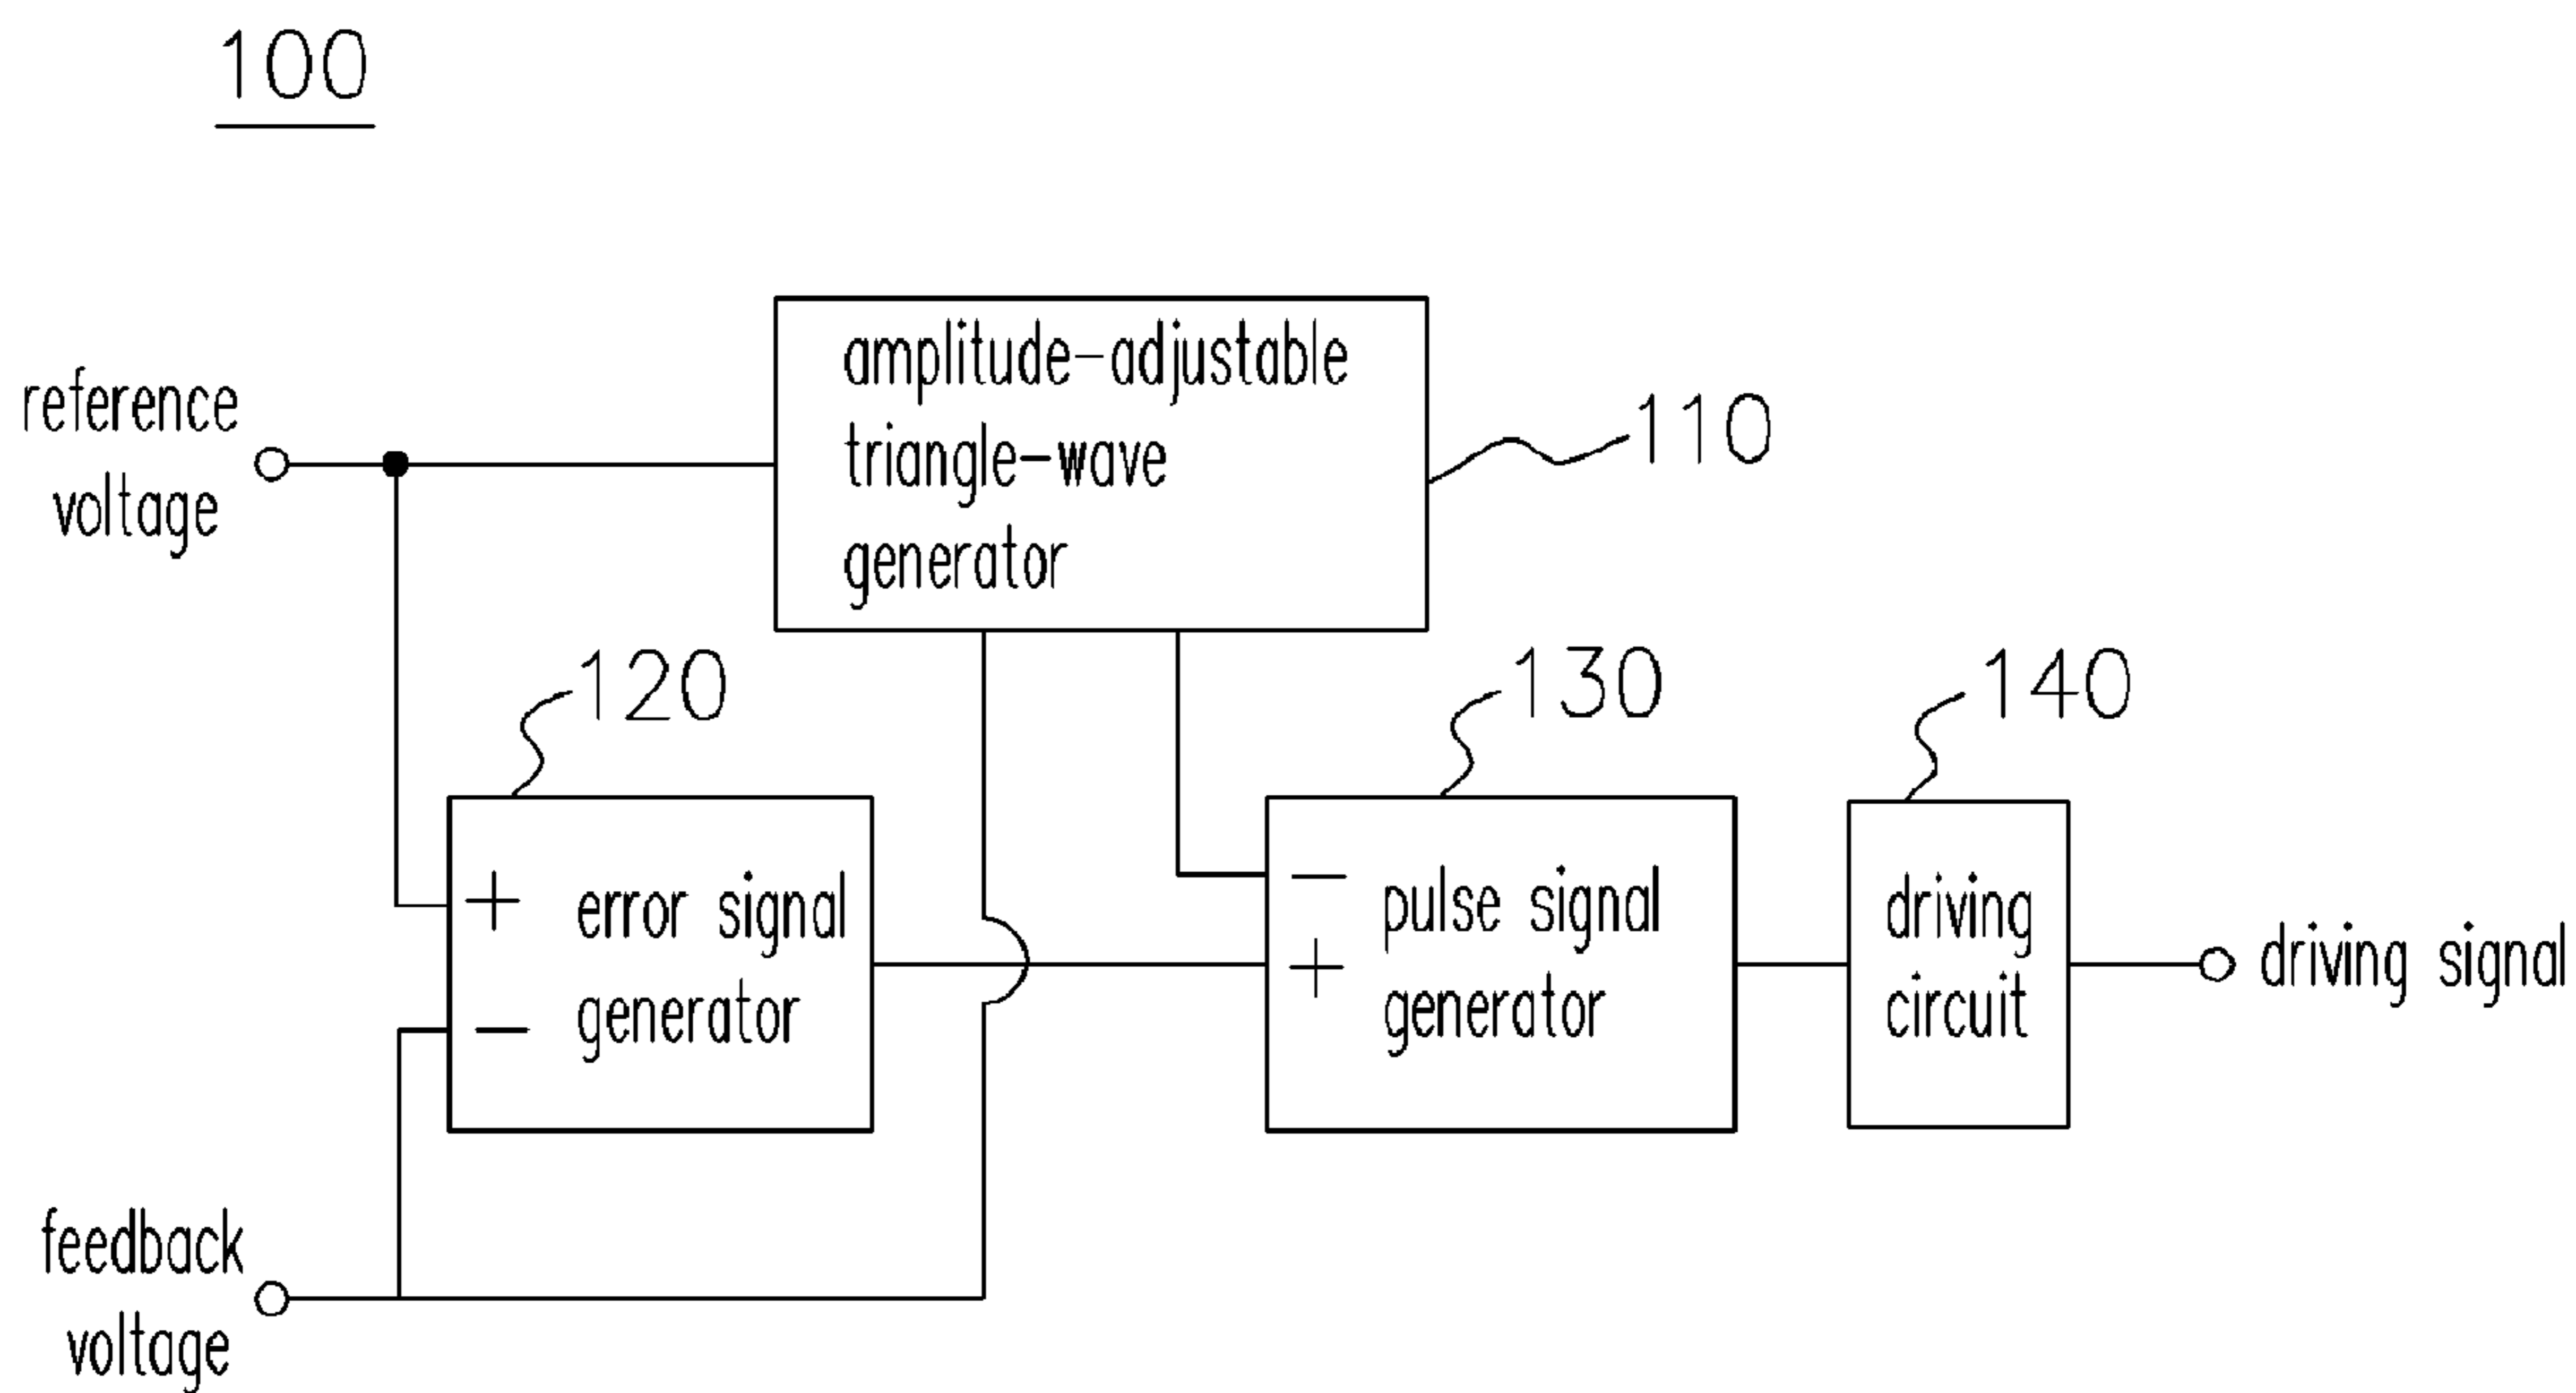 100
reference
voltage
amplitude-adjustable
triangle-wave
generator
110
120
130
140
+ error signal
− generator
− pulse signal
+ generator
driving
circuit
driving signal
feedback
voltage